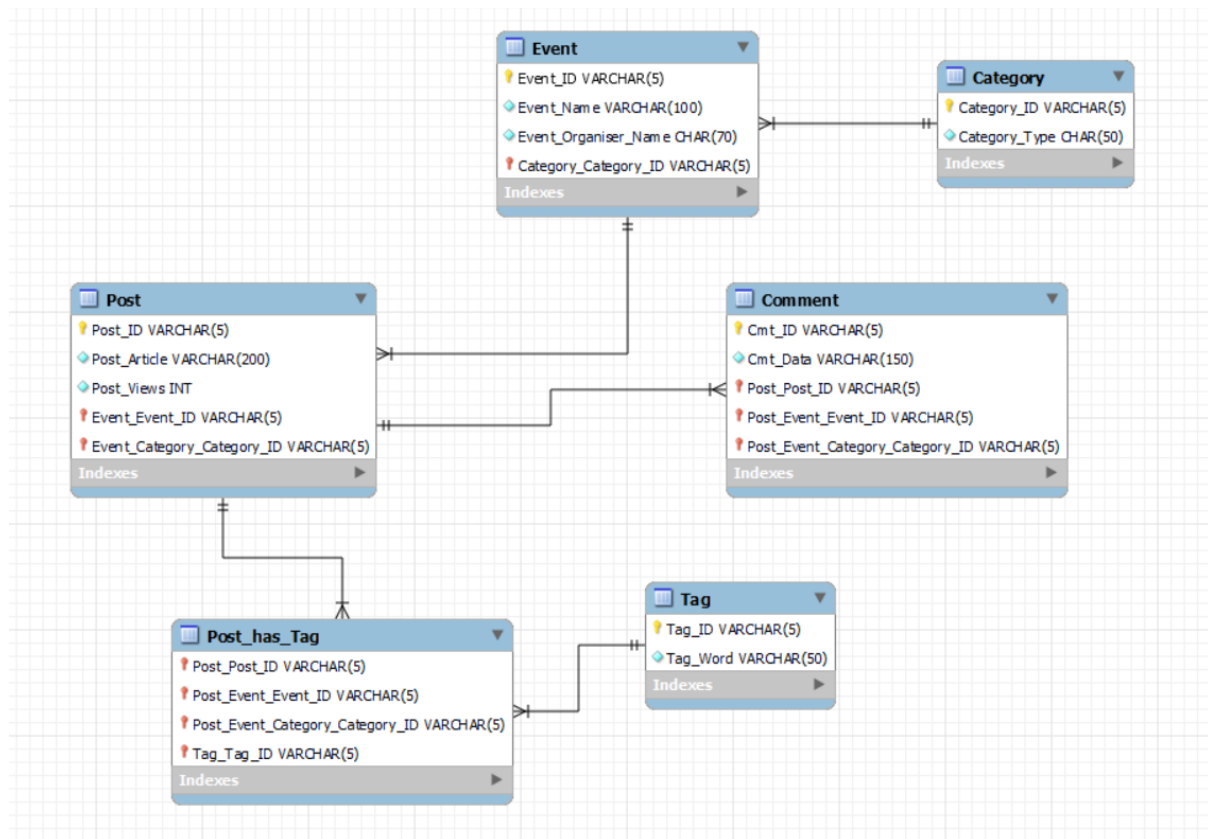 Event
Event_ID VARCHAR(5)
Event_Name VARCHAR(100)
Event_Organiser_Name CHAR(70)
Category_Category_ID VARCHAR(5)
Indexes
Category
Category_ID VARCHAR(5)
Category_Type CHAR(50)
Indexes
Post
Post_ID VARCHAR(5)
Post_Article VARCHAR(200)
Post_Views INT
Event_Event_ID VARCHAR(5)
Event_Category_Category_ID VARCHAR(5)
Indexes
Comment
Cmt_ID VARCHAR(5)
Cmt_Data VARCHAR(150)
Post_Post_ID VARCHAR(5)
Post_Event_Event_ID VARCHAR(5)
Post_Event_Category_Category_ID VARCHAR(5)
Indexes
Post_has_Tag
Post_Post_ID VARCHAR(5)
Post_Event_Event_ID VARCHAR(5)
Post_Event_Category_Category_ID VARCHAR(5)
Tag_Tag_ID VARCHAR(5)
Indexes
Tag
Tag_ID VARCHAR(5)
Tag_Word VARCHAR(50)
Indexes